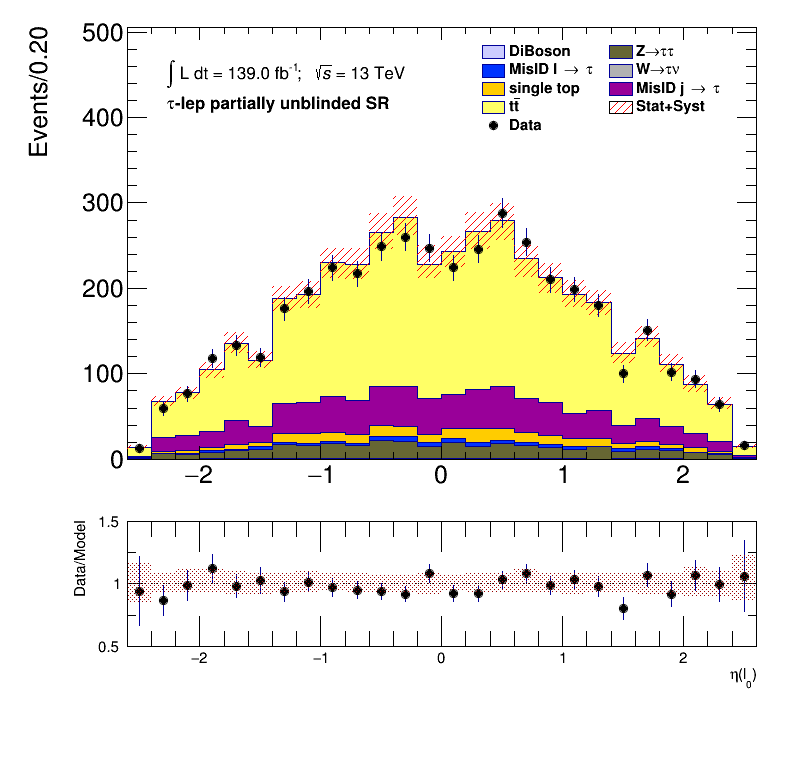 500
400
300
200
100
0
Events/0.20
∫ L dt = 139.0 fb⁻¹; √s = 13 TeV
τ-lep partially unblinded SR
DiBoson Z→ττ
MisID l → τ W→τν
single top MisID j → τ
tt̄ Stat+Syst
Data
−2 −1 0 1 2
1.5
1
0.5
Data/Model
−2 −1 0 1 2
η(l₀)